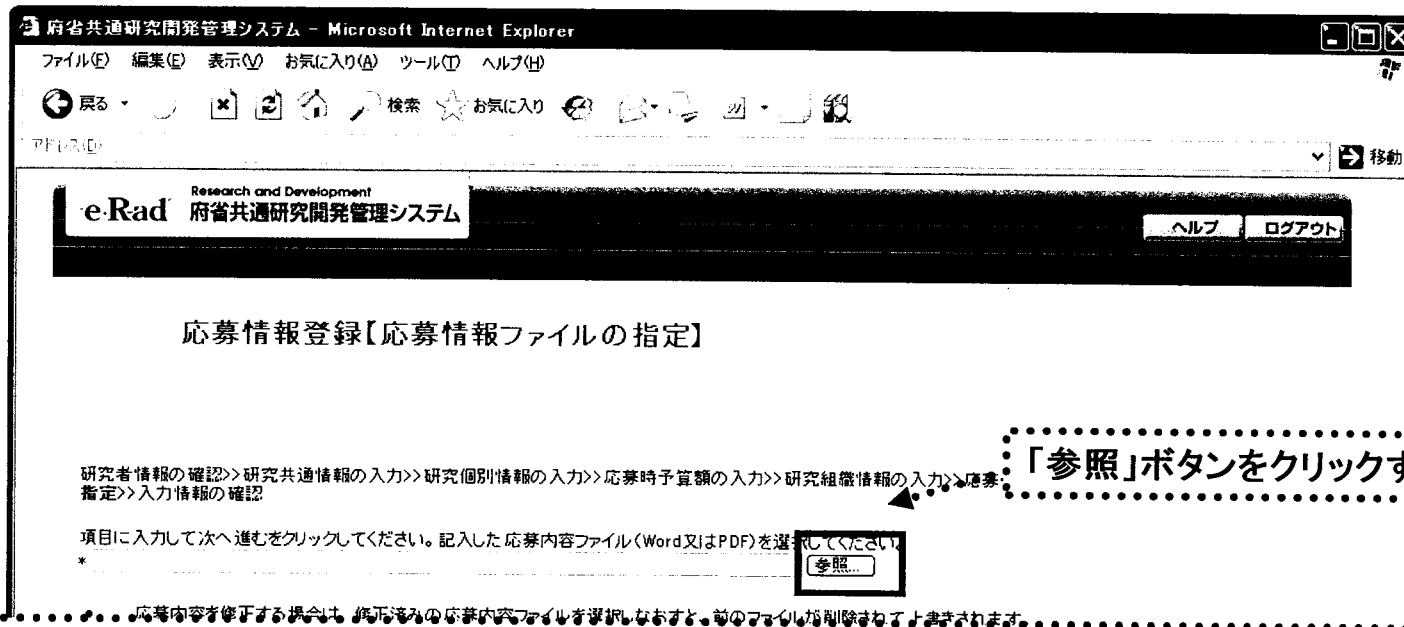 府省共通研究開発管理システム - Microsoft Internet Explorer
ファイル(F) 編集(E) 表示(V) お気に入り(A) ツール(T) ヘルプ(H)
戻る 検索 お気に入り
アドレス(D) 移動
Research and Development
e-Rad 府省共通研究開発管理システム
ヘルプ ログアウト
応募情報登録【応募情報ファイルの指定】
「参照」ボタンをクリックす
研究者情報の確認>>研究共通情報の入力>>研究個別情報の入力>>応募時予算額の入力>>研究組織情報の入力>>応募
指定>>入力情報の確認
項目に入力して次へ進むをクリックしてください。記入した応募内容ファイル(Word又はPDF)を選択してください。
* 参照...
応募内容を修正する場合は、修正済みの応募内容ファイルを選択しなおすと、前のファイルが削除されて上書きされます。